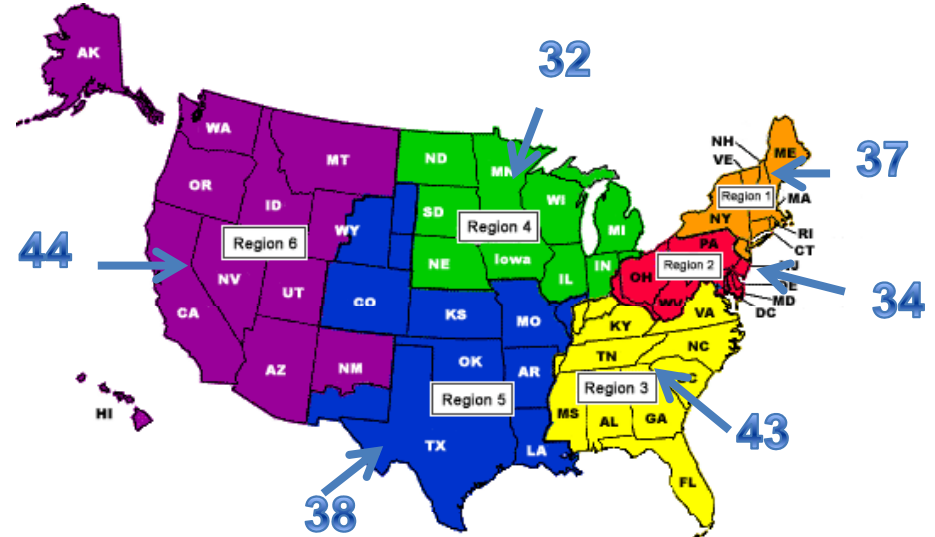 AK
32
WA
MT
ND
MN
NH
VE
ME
37
OR
ID
SD
WI
MI
Region 1
MA
NY
RI
CT
WY
Region 4
Region 6
44
NE
Iowa
IL
IN
OH
PA
Region 2
NJ
DE
MD
DC
34
NV
UT
CO
KS
MO
KY
WV
VA
CA
AZ
NM
OK
AR
TN
NC
SC
Region 5
Region 3
MS
AL
GA
43
HI
TX
LA
FL
38